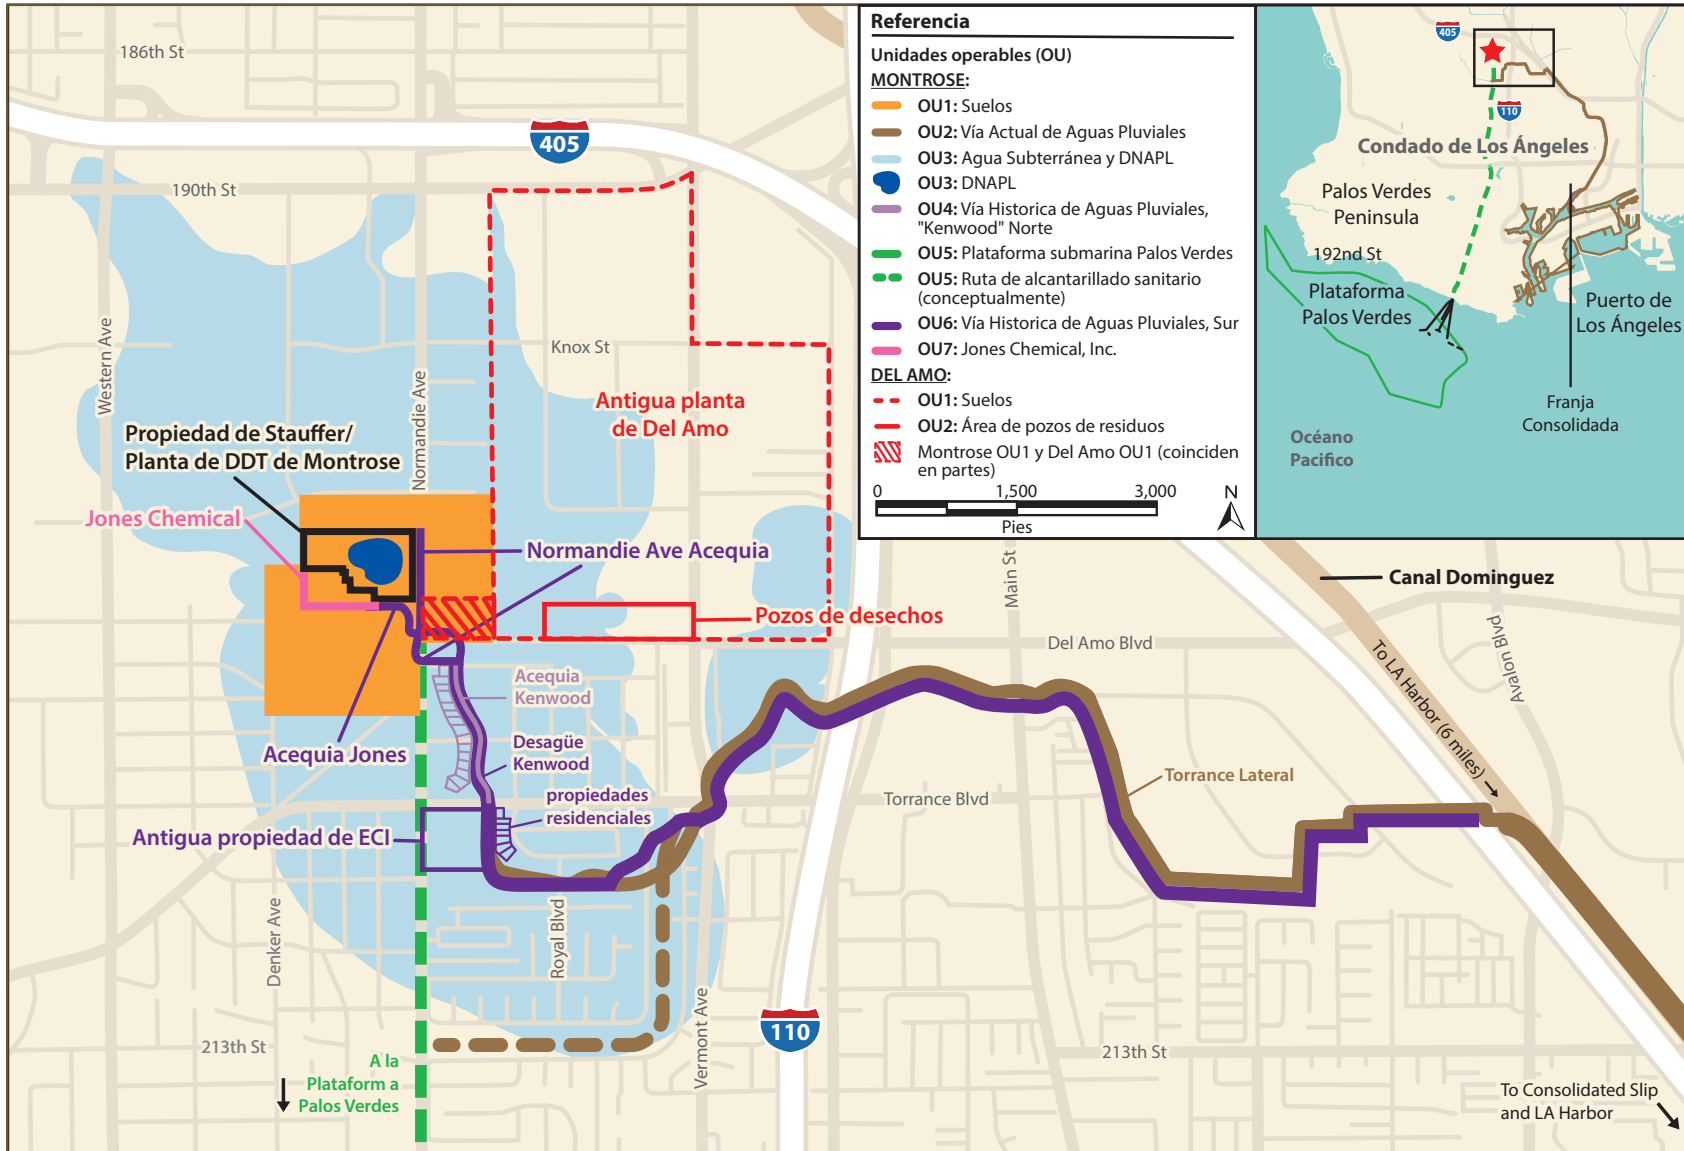 Referencia
Unidades operables (OU)
MONTROSE:
OU1: Suelos
OU2: Vía Actual de Aguas Pluviales
OU3: Agua Subterránea y DNAPL
OU3: DNAPL
OU4: Vía Historica de Aguas Pluviales,
"Kenwood" Norte
OU5: Plataforma submarina Palos Verdes
OU5: Ruta de alcantarillado sanitario
(conceptualmente)
OU6: Vía Historica de Aguas Pluviales, Sur
OU7: Jones Chemical, Inc.
DEL AMO:
OU1: Suelos
OU2: Área de pozos de residuos
Montrose OU1 y Del Amo OU1 (coinciden
en partes)
0 1,500 3,000
Pies
N
405
110
Condado de Los Ángeles
Palos Verdes
Peninsula
192nd St
Plataforma
Palos Verdes
Puerto de
Los Ángeles
Franja
Consolidada
Océano
Pacifico
186th St
405
190th St
Western Ave
Normandie Ave
Knox St
Antigua planta
de Del Amo
Propiedad de Stauffer/
Planta de DDT de Montrose
Jones Chemical
Normandie Ave Acequia
Main St
Canal Dominguez
Pozos de desechos
Del Amo Blvd
Avalon Blvd
To LA Harbor (6 miles)
Acequia
Kenwood
Acequia Jones
Desagüe
Kenwood
Torrance Lateral
propiedades
residenciales
Torrance Blvd
Antigua propiedad de ECI
Denker Ave
Royal Blvd
Vermont Ave
110
213th St
213th St
A la
Plataform a
Palos Verdes
To Consolidated Slip
and LA Harbor